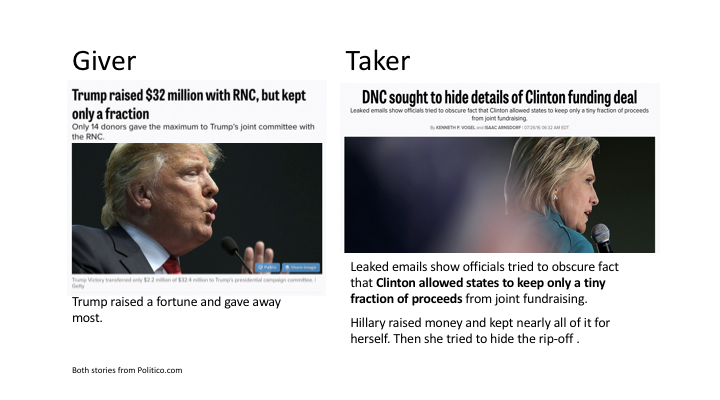 Giver
Trump raised $32 million with RNC, but kept
only a fraction
Only 14 donors gave the maximum to Trump's joint committee with
the RNC.
Public
Share Image
Trump Victory transferred only $2.2 million of $32.4 million to Trump's presidential campaign committee. |
Getty
Trump raised a fortune and gave away
most.
Both stories from Politico.com
Taker
DNC sought to hide details of Clinton funding deal
Leaked emails show officials tried to obscure fact that Clinton allowed states to keep only a tiny fraction of proceeds
from joint fundraising.
By KENNETH P. VOGEL and ISAAC ARNSDORF | 07/26/16 06:32 AM EDT
Leaked emails show officials tried to obscure fact
that Clinton allowed states to keep only a tiny
fraction of proceeds from joint fundraising.
Hillary raised money and kept nearly all of it for
herself. Then she tried to hide the rip-off .